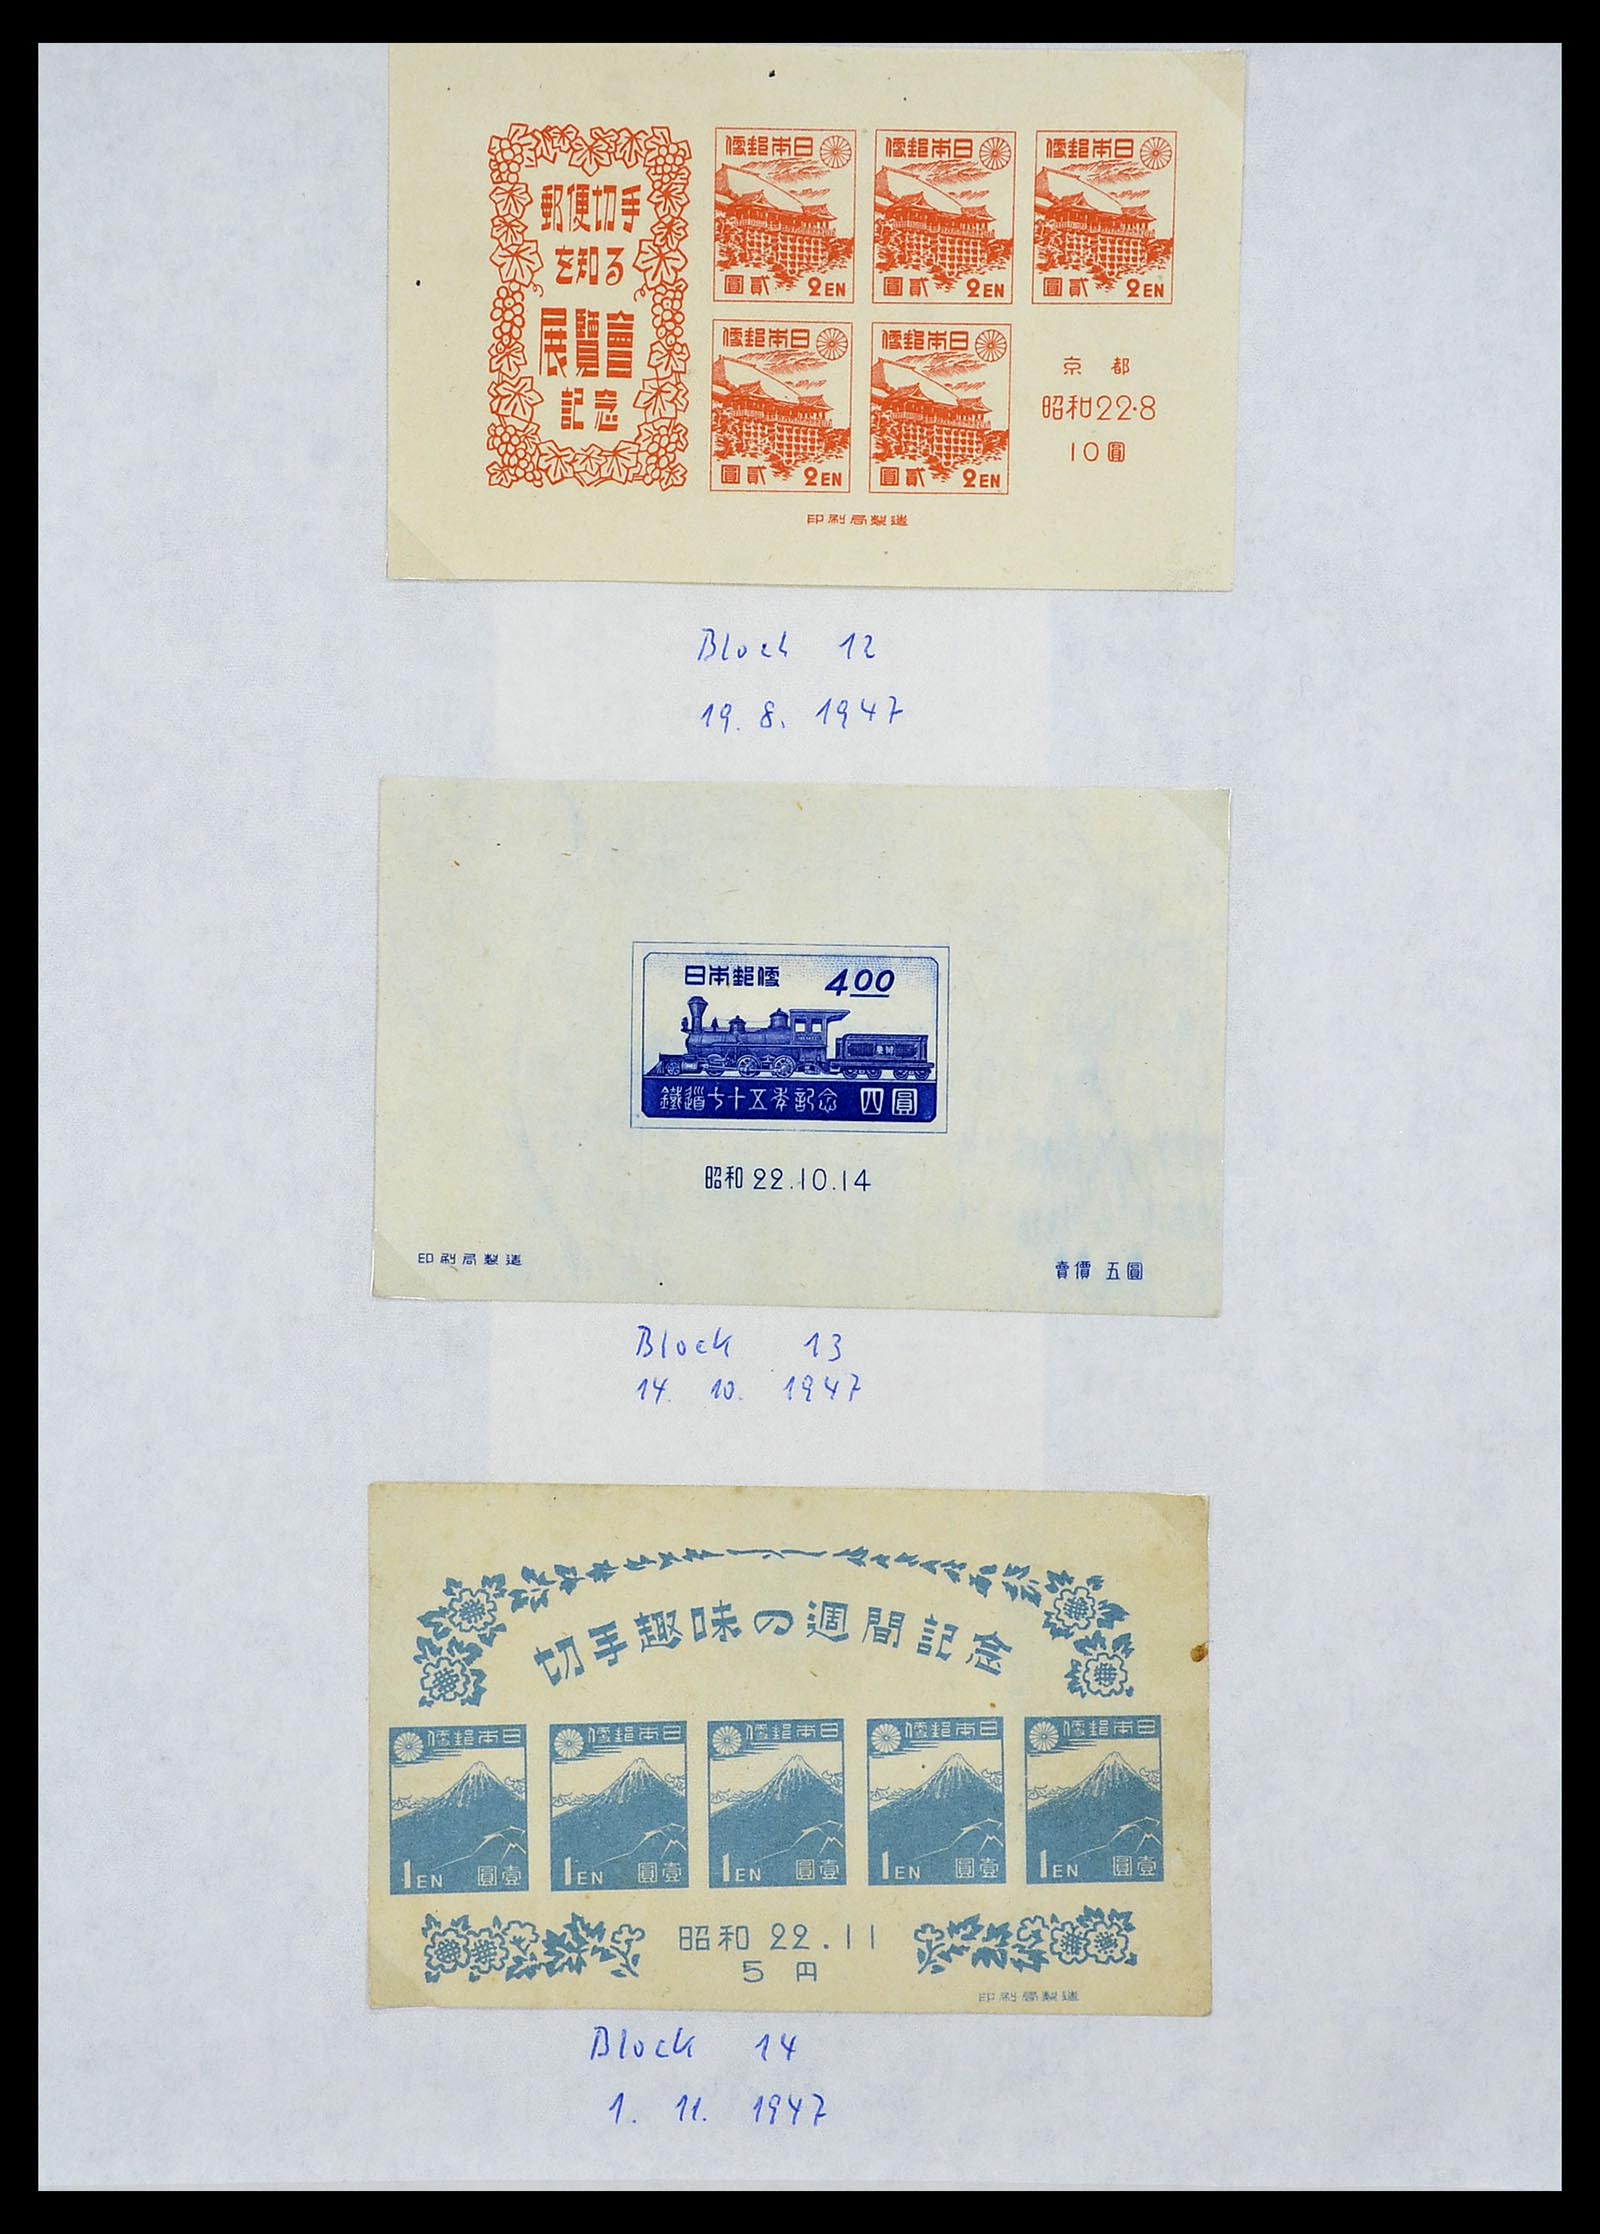 郵便切手
を知る
展覽會
記念
便郵本日
圓貳 2EN
便郵本日
圓貳 2EN
便郵本日
圓貳 2EN
便郵本日
圓貳 2EN
便郵本日
圓貳 2EN
京都
昭和22·8
10圓
印刷局製造
Block 12
19. 8. 1947
日本郵便 4.00
鐵道七十五年記念 四圓
昭和 22.10.14
印刷局製造
賣價 五圓
Block 13
14. 10. 1947
切手趣味の週間記念
便郵本日
1EN 圓壹
便郵本日
1EN 圓壹
便郵本日
1EN 圓壹
便郵本日
1EN 圓壹
便郵本日
1EN 圓壹
昭和 22.11
5 円
印刷局製造
Block 14
1. 11. 1947